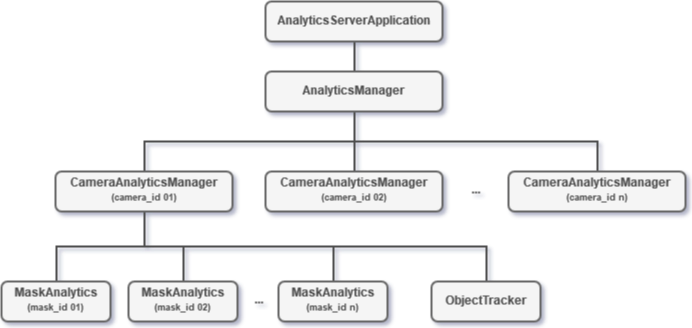 AnalyticsServerApplication
AnalyticsManager
CameraAnalyticsManager
(camera_id 01)
CameraAnalyticsManager
(camera_id 02)
...
CameraAnalyticsManager
(camera_id n)
MaskAnalytics
(mask_id 01)
MaskAnalytics
(mask_id 02)
...
MaskAnalytics
(mask_id n)
ObjectTracker